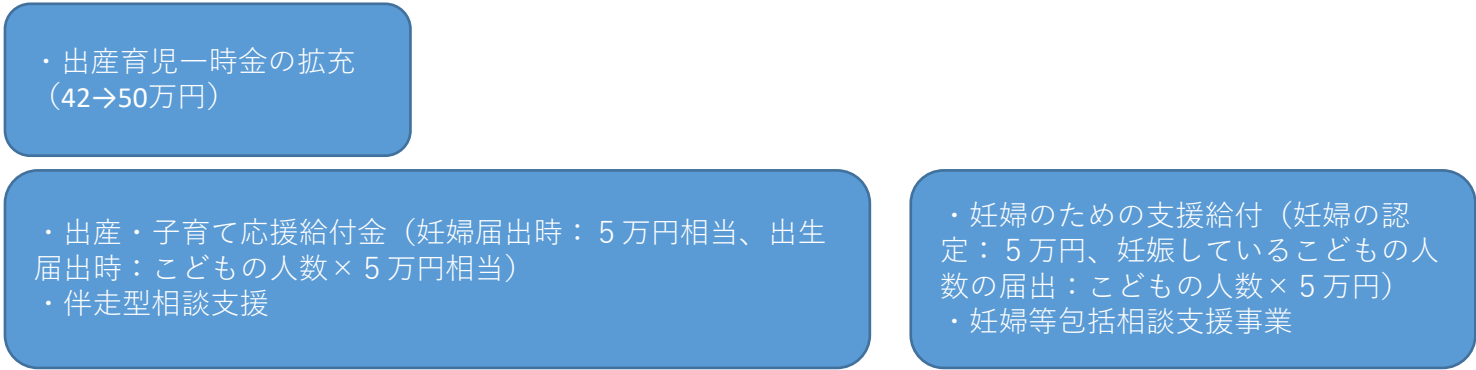 ・出産育児一時金の拡充
（42→50万円）
・出産・子育て応援給付金（妊婦届出時：５万円相当、出生
届出時：こどもの人数×５万円相当）
・伴走型相談支援
・妊婦のための支援給付（妊婦の認
定：５万円、妊娠しているこどもの人
数の届出：こどもの人数×５万円）
・妊婦等包括相談支援事業